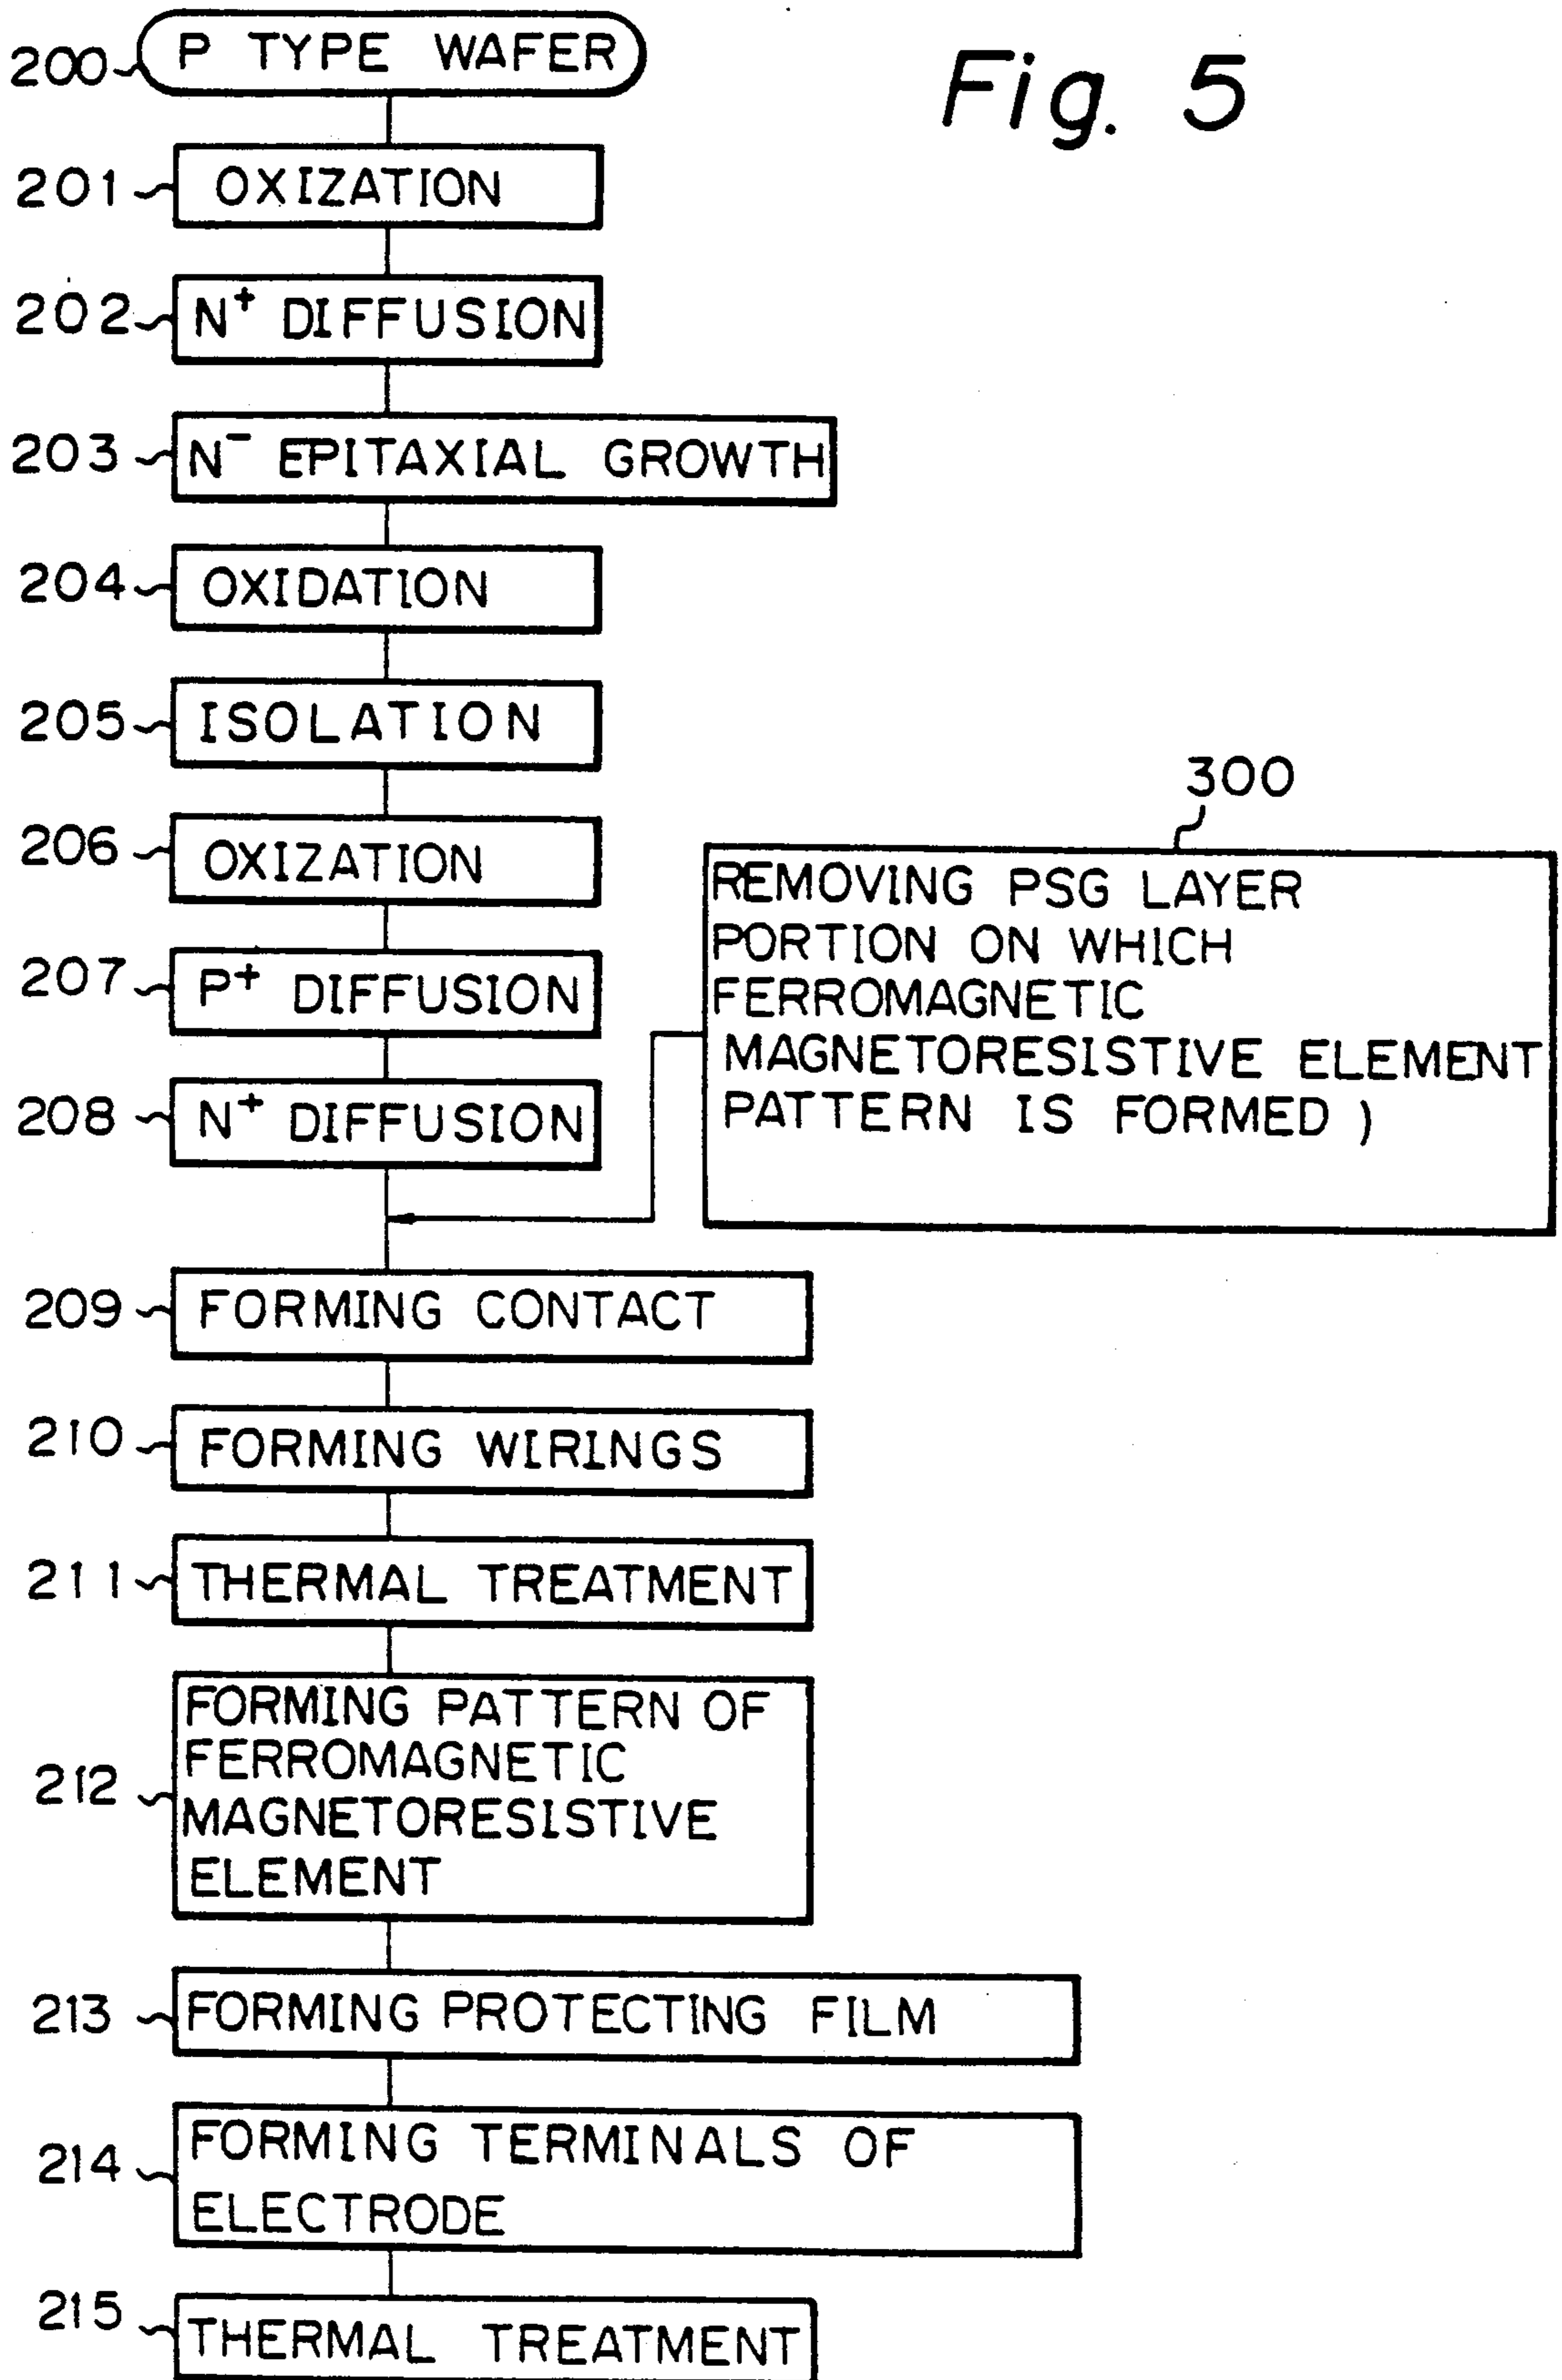 Fig. 5
200 P TYPE WAFER
201 OXIZATION
202 N⁺ DIFFUSION
203 N⁻ EPITAXIAL GROWTH
204 OXIDATION
205 ISOLATION
206 OXIZATION
207 P⁺ DIFFUSION
208 N⁺ DIFFUSION
300
REMOVING PSG LAYER
PORTION ON WHICH
FERROMAGNETIC
MAGNETORESISTIVE ELEMENT
PATTERN IS FORMED )
209 FORMING CONTACT
210 FORMING WIRINGS
211 THERMAL TREATMENT
212
FORMING PATTERN OF
FERROMAGNETIC
MAGNETORESISTIVE
ELEMENT
213 FORMING PROTECTING FILM
214
FORMING TERMINALS OF
ELECTRODE
215 THERMAL TREATMENT